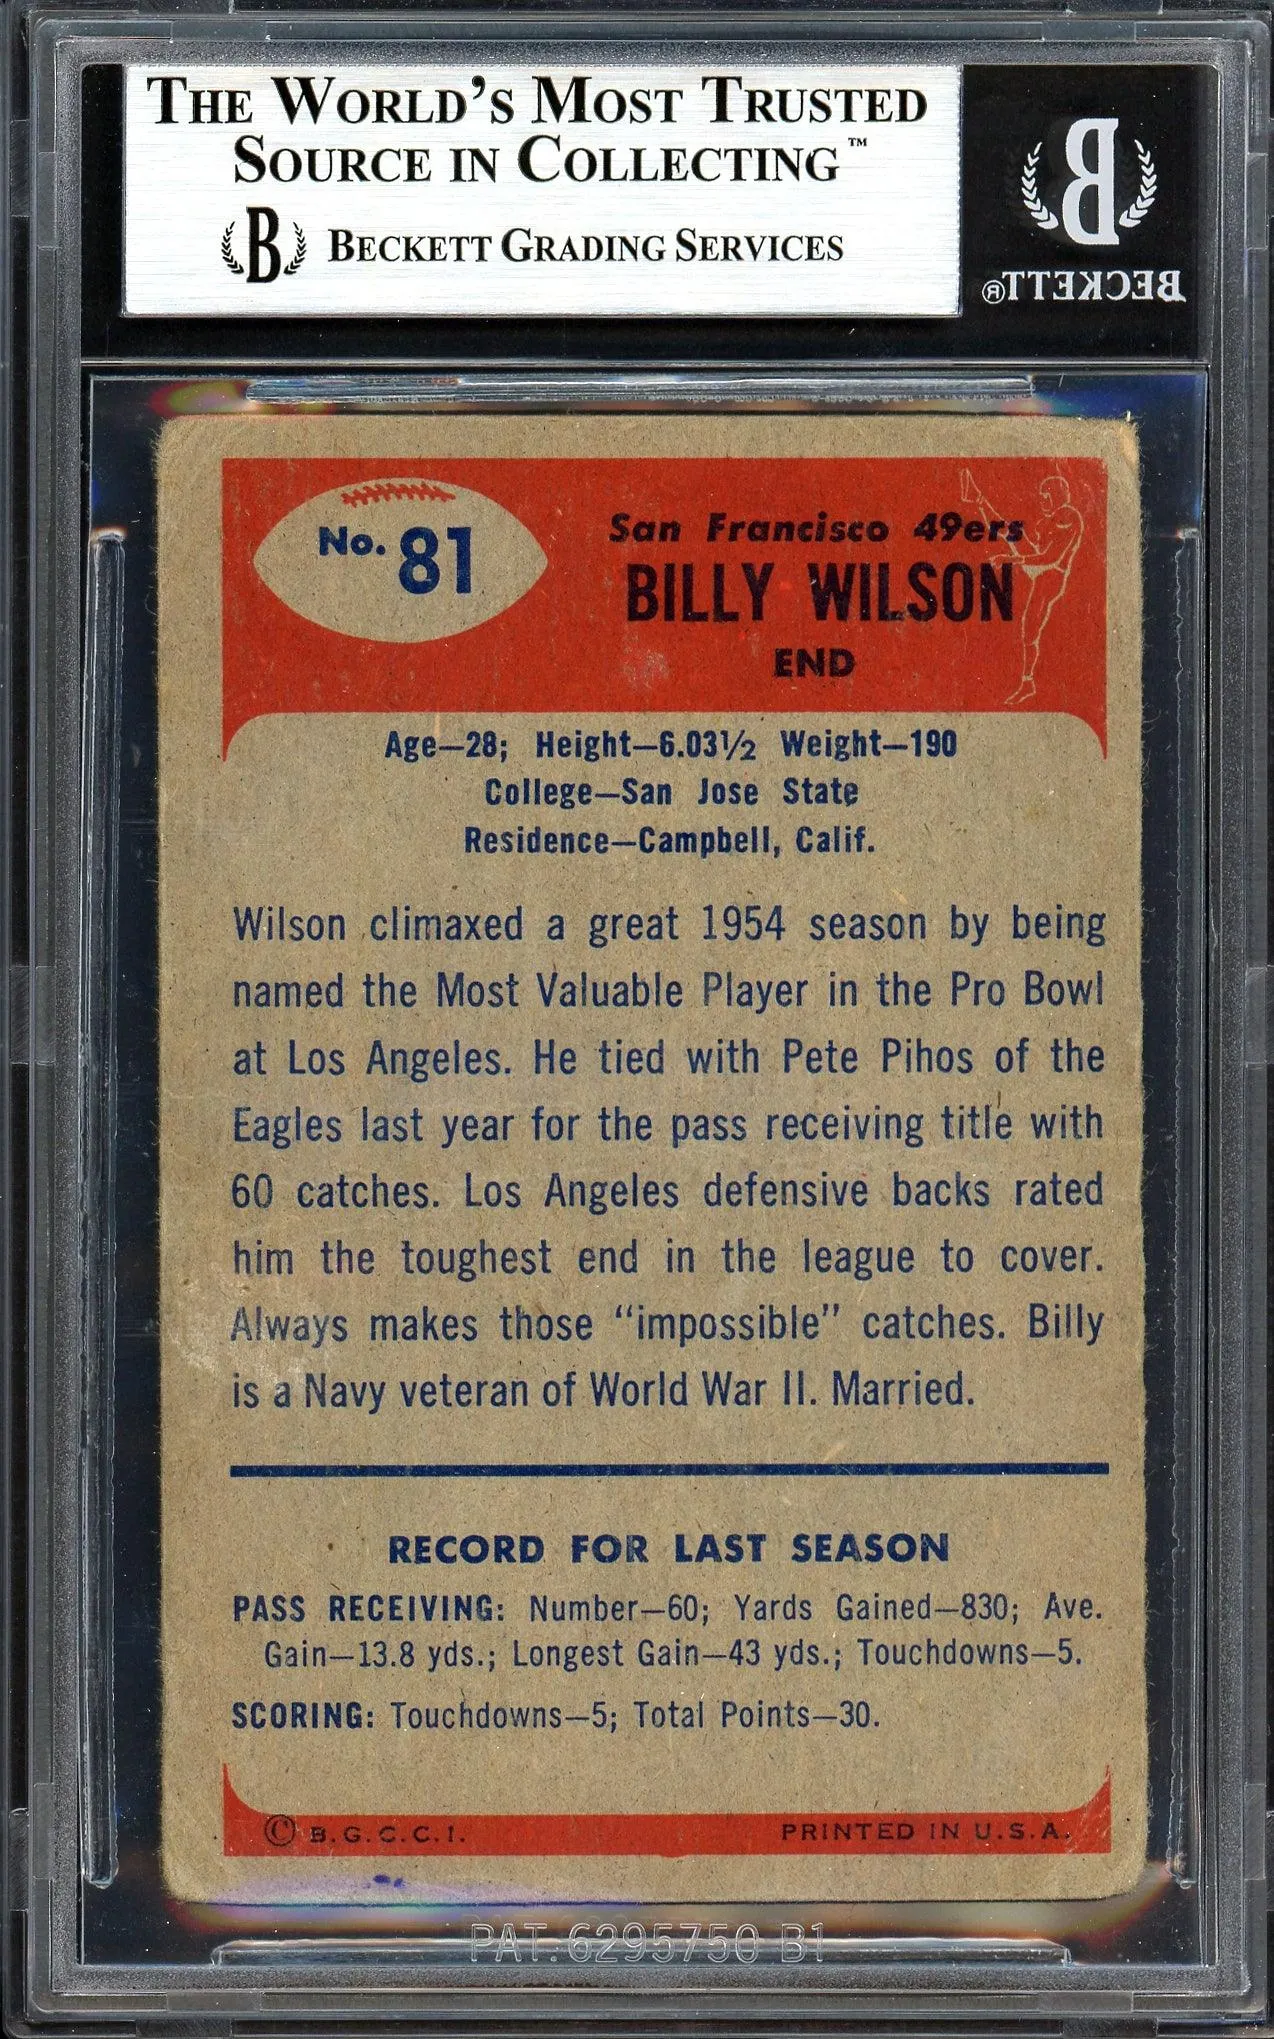 THE WORLD'S MOST TRUSTED
SOURCE IN COLLECTING™
B BECKETT GRADING SERVICES
B
BECKETT®
No. 81
San Francisco 49ers
BILLY WILSON
END
Age—28; Height—6.03½ Weight—190
College—San Jose State
Residence—Campbell, Calif.
Wilson climaxed a great 1954 season by being
named the Most Valuable Player in the Pro Bowl
at Los Angeles. He tied with Pete Pihos of the
Eagles last year for the pass receiving title with
60 catches. Los Angeles defensive backs rated
him the toughest end in the league to cover.
Always makes those “impossible” catches. Billy
is a Navy veteran of World War II. Married.
RECORD FOR LAST SEASON
PASS RECEIVING: Number—60; Yards Gained—830; Ave.
Gain—13.8 yds.; Longest Gain—43 yds.; Touchdowns—5.
SCORING: Touchdowns—5; Total Points—30.
© B.G.C.C.I. PRINTED IN U.S.A.
PAT. 6295750 B1